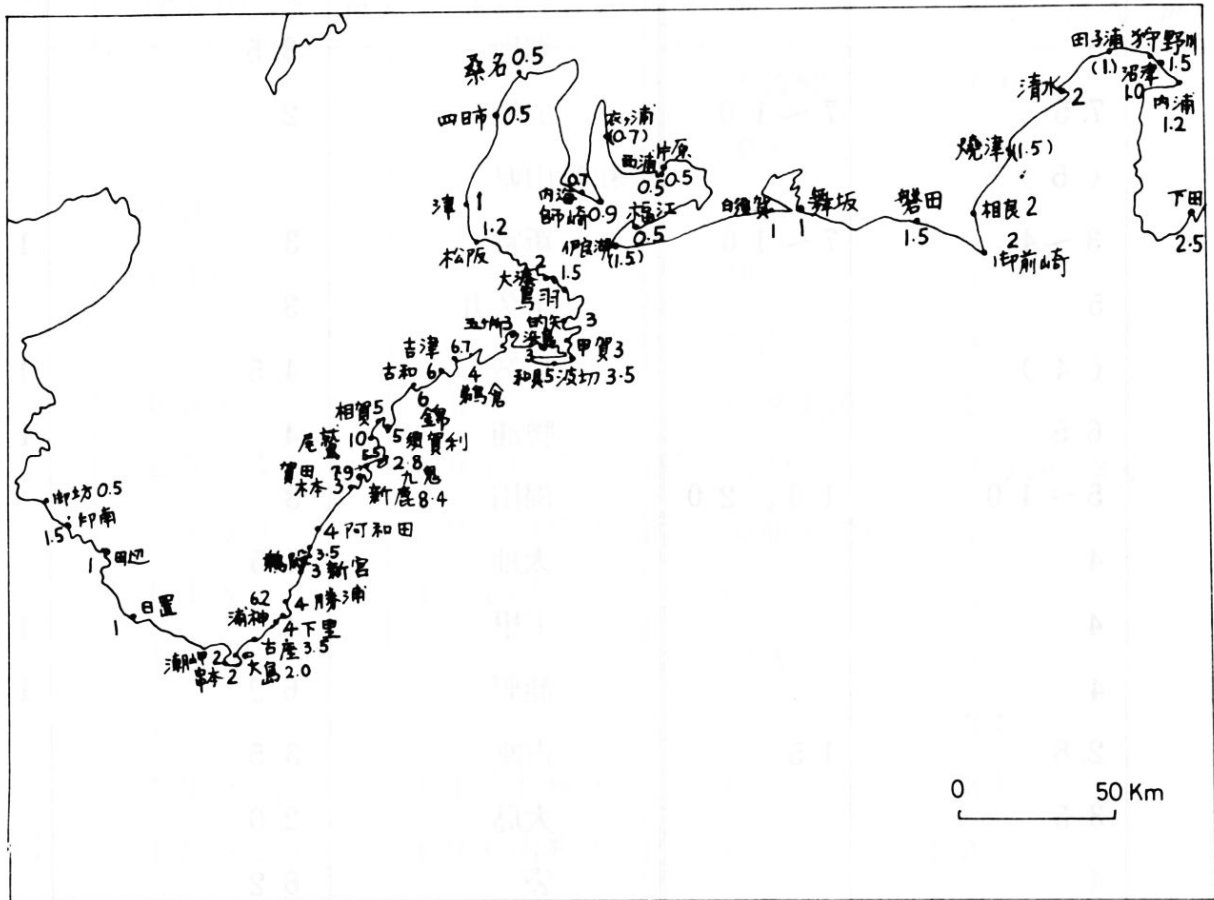 桑名 0.5
四日市 0.5
津 1
1.2
松阪
衣ヶ浦
(0.7)
西浦
0.5
片原
0.5
0.7
内海
師崎
0.9
福江
0.5
伊良湖
(1.5)
白須賀
1
舞坂
1
磐田
1.5
御前崎
2
相良 2
焼津 (1.5)
清水 2
田子浦
(1.)
狩野川
1.5
沼津
1.0
内浦
1.2
下田
2.5
大湊
2
鳥羽
1.5
的矢
3
甲賀 3
波切 3.5
和具 5
浜島
3
五ヶ所 3
鵜倉
4
吉津 6.7
古和 6
錦
6
相賀 5
須賀利
5
尾鷲
10
5.5
九鬼
2.8
賀田 7.9
新鹿
8.4
木本 3
阿和田
4
鵜殿 3.5
新宮
3
勝浦
4
6.2
浦神
下里
4
古座 3.5
大島 2.0
潮岬 2
串本 2
日置
1
田辺
1
印南
1.5
御坊 0.5
0 50 Km